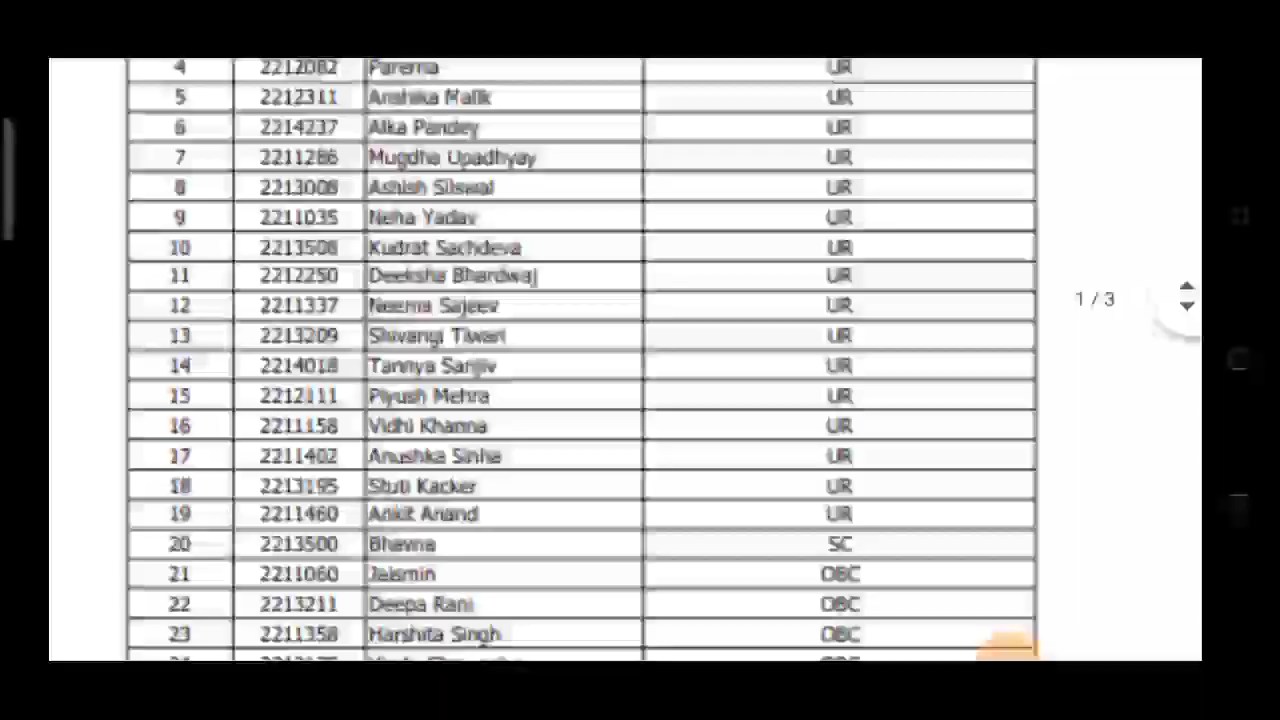 4 2212082
5 2212311 Anshika Malik UR
6 2214237 Alka Pandey UR
7 2211286 Mugdha Upadhyay UR
8 2213008 Ashish Silswal UR
9 2211035 Neha Yadav UR
10 2213508 Kudrat Sachdeva UR
11 2212250 Deeksha Bhardwaj UR
12 2211337 Neema Sajeev UR
1 / 3
13 2213209 Shivangi Tiwari UR
14 2214018 Tannya Sanjiv UR
15 2212111 Piyush Mehra UR
16 2211158 Vidhi Khanna UR
17 2211402 Anushka Sinha UR
18 2213195 Stuti Kacker UR
19 2211460 Ankit Anand UR
20 2213500 Bhavna SC
21 2211060 Jaismin OBC
22 2213211 Deepa Rani OBC
23 2211358 Harshita Singh OBC